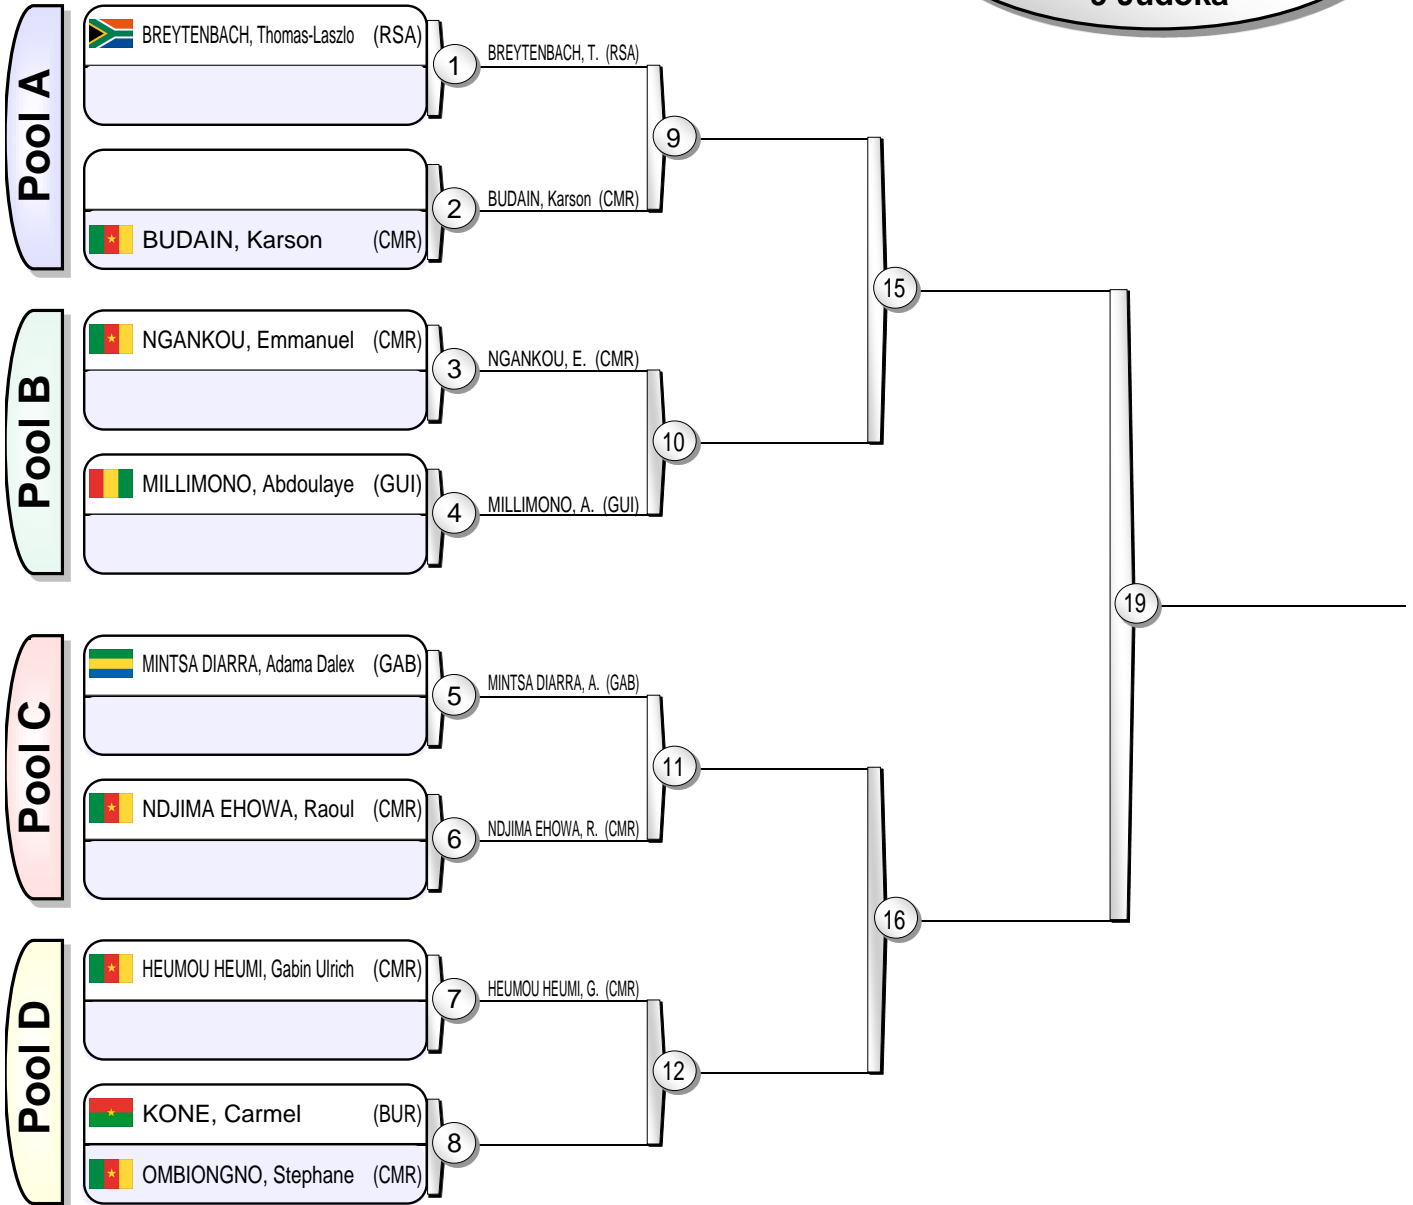 Judoka
Pool A
BREYTENBACH, Thomas-Laszlo (RSA)
1
BREYTENBACH, T. (RSA)
9
2
BUDAIN, Karson (CMR)
BUDAIN, Karson (CMR)
15
Pool B
NGANKOU, Emmanuel (CMR)
3
NGANKOU, E. (CMR)
10
MILLIMONO, Abdoulaye (GUI)
4
MILLIMONO, A. (GUI)
19
Pool C
MINTSA DIARRA, Adama Dalex (GAB)
5
MINTSA DIARRA, A. (GAB)
11
NDJIMA EHOWA, Raoul (CMR)
6
NDJIMA EHOWA, R. (CMR)
16
Pool D
HEUMOU HEUMI, Gabin Ulrich (CMR)
7
HEUMOU HEUMI, G. (CMR)
12
KONE, Carmel (BUR)
8
OMBIONGNO, Stephane (CMR)